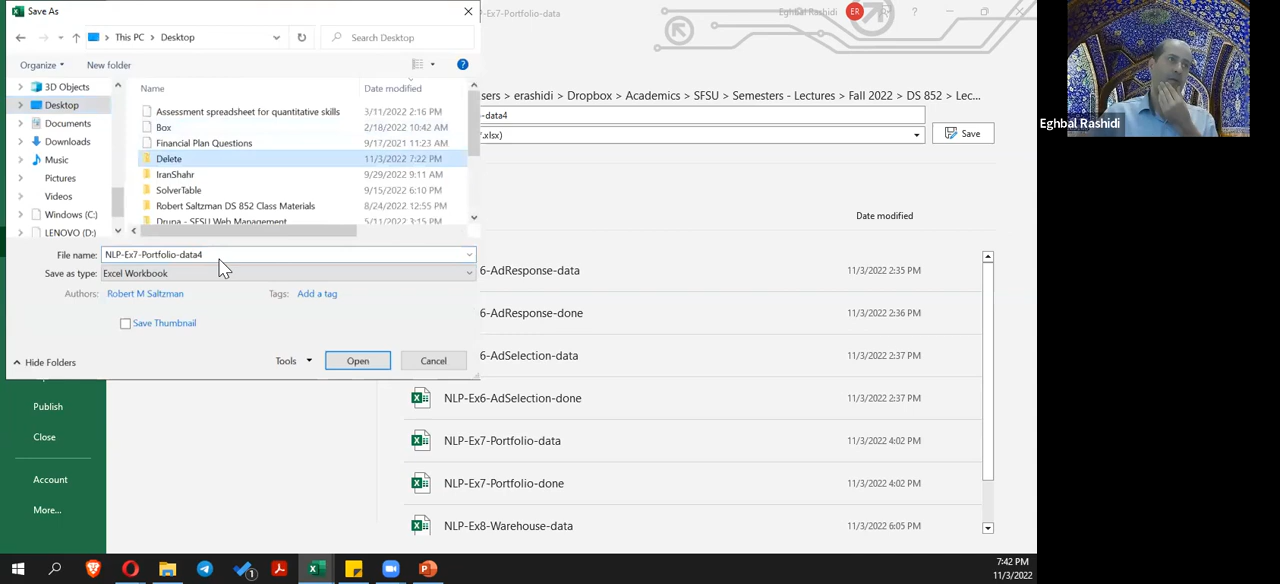 Save As
-Ex7-Portfolio-data
Eghbal Rashidi
ER
?
This PC > Desktop
Search Desktop
Organize
New folder
?
3D Objects
Desktop
Documents
Downloads
Music
Pictures
Videos
Windows (C:)
LENOVO (D:)
Name
Date modified
Assessment spreadsheet for quantitative skills 3/11/2022 2:16 PM
Box 2/18/2022 10:42 AM
Financial Plan Questions 9/17/2021 11:23 AM
Delete 11/3/2022 7:22 PM
IranShahr 9/29/2022 9:11 AM
SolverTable 9/15/2022 6:10 PM
Robert Saltzman DS 852 Class Materials 8/24/2022 12:55 PM
Drupa - SFSU Web Management 5/11/2022 3:15 PM
File name: NLP-Ex7-Portfolio-data4
Save as type: Excel Workbook
Authors: Robert M Saltzman
Tags: Add a tag
Save Thumbnail
Hide Folders
Tools
Open
Cancel
sers > erashidi > Dropbox > Academics > SFSU > Semesters - Lectures > Fall 2022 > DS 852 > Lec...
-data4
.xlsx)
Save
Date modified
6-AdResponse-data 11/3/2022 2:35 PM
6-AdResponse-done 11/3/2022 2:36 PM
6-AdSelection-data 11/3/2022 2:37 PM
NLP-Ex6-AdSelection-done 11/3/2022 2:37 PM
NLP-Ex7-Portfolio-data 11/3/2022 4:02 PM
NLP-Ex7-Portfolio-done 11/3/2022 4:02 PM
NLP-Ex8-Warehouse-data 11/3/2022 6:05 PM
Publish
Close
Account
More...
Eghbal Rashidi
1
7:42 PM
11/3/2022